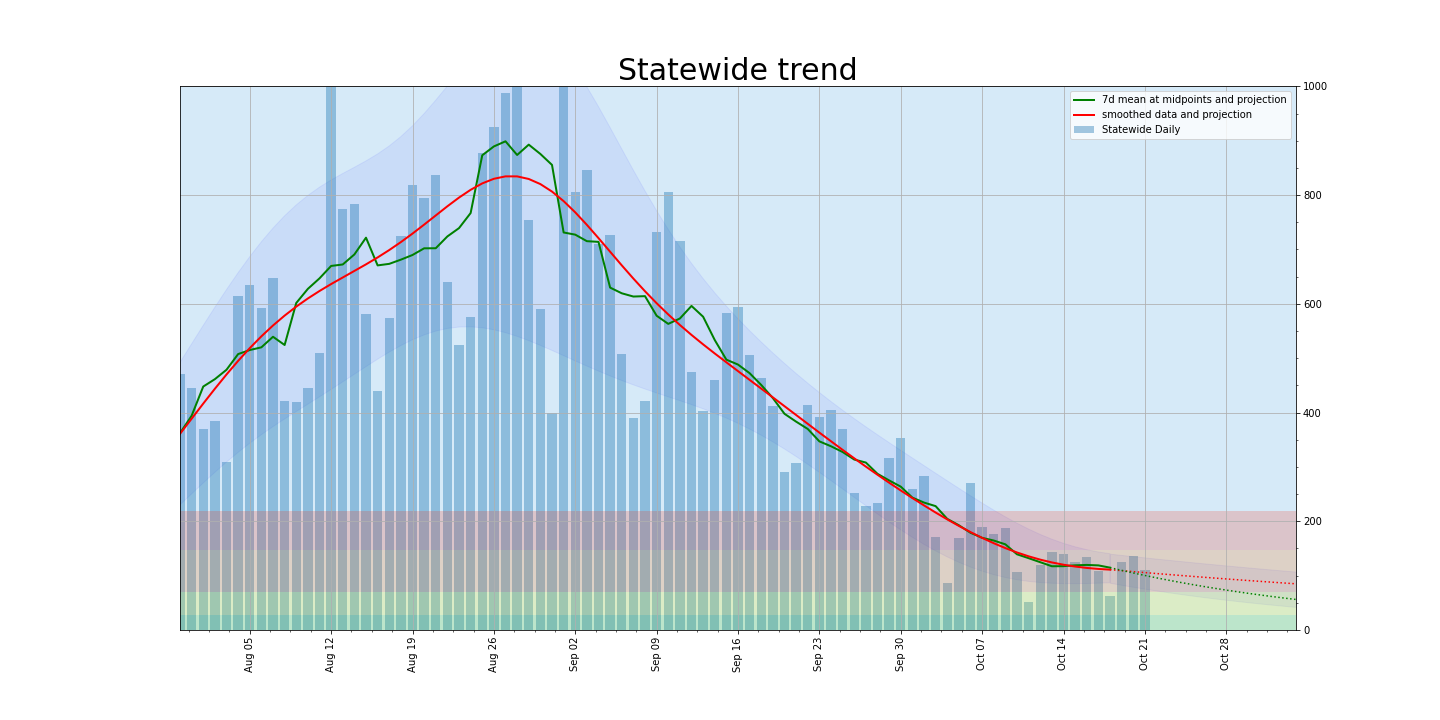 Statewide trend
7d mean at midpoints and projection
smoothed data and projection
Statewide Daily
1000
800
600
400
200
0
Aug 05
Aug 12
Aug 19
Aug 26
Sep 02
Sep 09
Sep 16
Sep 23
Sep 30
Oct 07
Oct 14
Oct 21
Oct 28